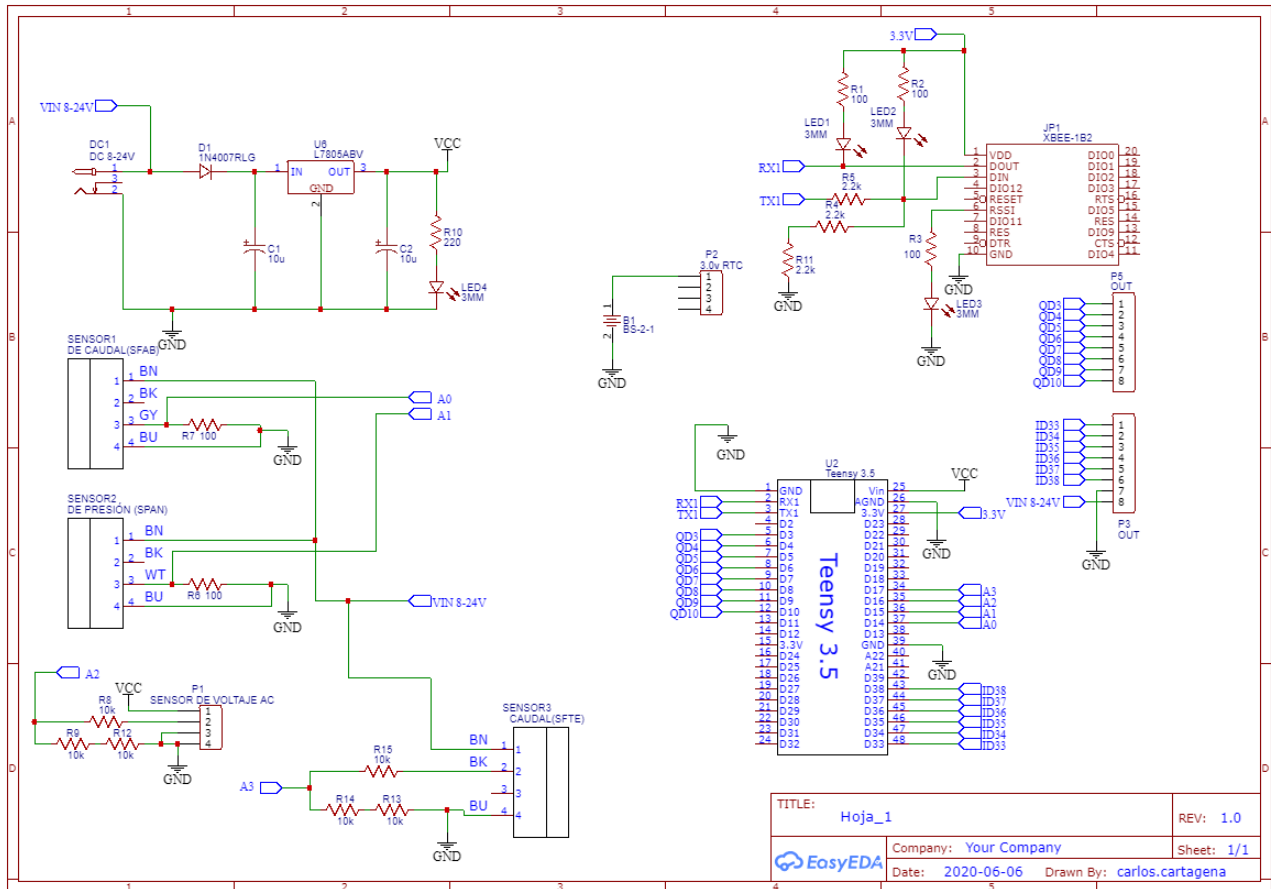 1 2 3 4 5
A
B
C
D
A
B
C
D
1 2 3 4 5
VIN 8-24V
DC1
DC 8-24V
1
3
2
D1
1N4007RLG
U6
L7805ABV
1 IN OUT 3
GND
2
VCC
C1
10u
C2
10u
R10
220
LED4
3MM
GND
3.3V
R1
100
R2
100
LED1
3MM
LED2
3MM
RX1
TX1
R5
2.2k
R4
2.2k
R11
2.2k
GND
R3
100
LED3
3MM
GND
GND
JP1
XBEE-1B2
1 VDD DIO0 20
2 DOUT DIO1 19
3 DIN DIO2 18
4 DIO12 DIO3 17
5 RESET RTS 16
6 RSSI DIO5 15
7 DIO11 RES 14
8 RES DIO9 13
9 DTR CTS 12
10 GND DIO4 11
P2
3.0v RTC
1
2
3
4
1
B1
BS-2-1
2
GND
P5
OUT
QD3 1
QD4 2
QD5 3
QD6 4
QD7 5
QD8 6
QD9 7
QD10 8
ID33 1
ID34 2
ID35 3
ID36 4
ID37 5
ID38 6
7
VIN 8-24V 8
P3
OUT
GND
SENSOR1
DE CAUDAL(SFAB)
1 1 BN
2 2 BK
3 3 GY
4 4 BU
R7 100
GND
A0
A1
SENSOR2
DE PRESIÓN (SPAN)
1 1 BN
2 2 BK
3 3 WT
4 4 BU
R6 100
GND
VIN 8-24V
A2
VCC
P1
SENSOR DE VOLTAJE AC
R8
10k
R9
10k
R12
10k
1
2
3
4
GND
SENSOR3
CAUDAL(SFTE)
BN 1 1
BK 2 2
3 3
BU 4 4
A3
R15
10k
R14
10k
R13
10k
GND
GND
U2
Teensy 3.5
Teensy 3.5
VCC
3.3V
GND
GND
RX1
TX1
QD3
QD4
QD5
QD6
QD7
QD8
QD9
QD10
1 GND Vin 25
2 RX1 AGND 26
3 TX1 3.3V 27
4 D2 D23 28
5 D3 D22 29
6 D4 D21 30
7 D5 D20 31
8 D6 D19 32
9 D7 D18 33
10 D8 D17 34
11 D9 D16 35
12 D10 D15 36
13 D11 D14 37
14 D12 D13 38
15 3.3V GND 39
16 D24 A22 40
17 D25 A21 41
18 D26 D39 42
19 D27 D38 43
20 D28 D37 44
21 D29 D36 45
22 D30 D35 46
23 D31 D34 47
24 D32 D33 48
A3
A2
A1
A0
ID38
ID37
ID36
ID35
ID34
ID33
TITLE:
Hoja_1
REV: 1.0
EasyEDA
Company: Your Company
Sheet: 1/1
Date: 2020-06-06 Drawn By: carlos.cartagena